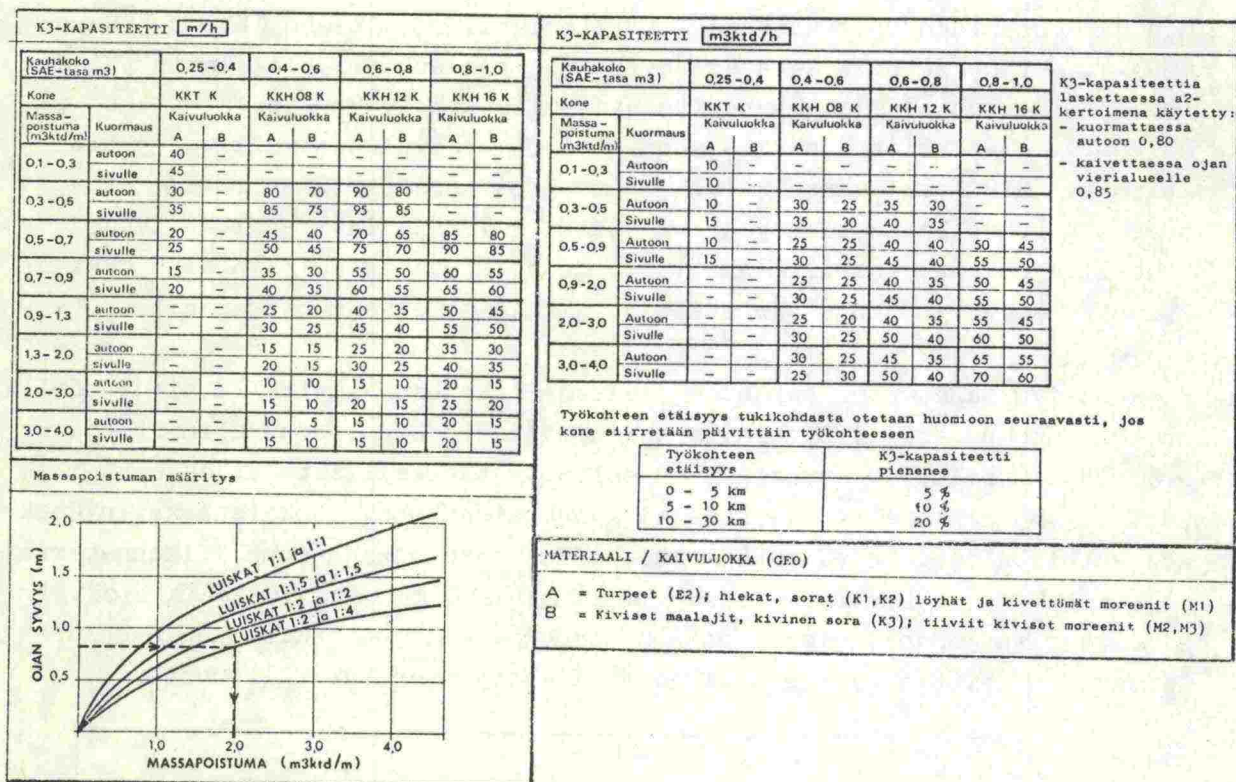 K3-KAPASITEETTI m/h
Kauhakoko (SAE-tasa m3) 0,25-0,4 0,4-0,6 0,6-0,8 0,8-1,0
Kone KKT K KKH 08 K KKH 12 K KKH 16 K
Massa-poistuma (m3ktd/m) Kuormaus Kaivuluokka Kaivuluokka Kaivuluokka Kaivuluokka
A B A B A B A B
0,1-0,3 autoon 40 – – – – – – –
sivulle 45 – – – – – – –
0,3-0,5 autoon 30 – 80 70 90 80 – –
sivulle 35 – 85 75 95 85 – –
0,5-0,7 autoon 20 – 45 40 70 65 85 80
sivulle 25 – 50 45 75 70 90 85
0,7-0,9 autoon 15 – 35 30 55 50 60 55
sivulle 20 – 40 35 60 55 65 60
0,9-1,3 autoon – – 25 20 40 35 50 45
sivulle – – 30 25 45 40 55 50
1,3-2,0 autoon – – 15 15 25 20 35 30
sivulle – – 20 15 30 25 40 35
2,0-3,0 autoon – – 10 10 15 10 20 15
sivulle – – 15 10 20 15 25 20
3,0-4,0 autoon – – 10 5 15 10 20 15
sivulle – – 15 10 15 10 20 15
Massapoistuman määritys
OJAN SYVYYS (m)
2,0
1,5
1,0
0,5
LUISKAT 1:1 ja 1:1
LUISKAT 1:1,5 ja 1:1,5
LUISKAT 1:2 ja 1:2
LUISKAT 1:2 ja 1:4
1,0 2,0 3,0 4,0
MASSAPOISTUMA (m3ktd/m)
K3-KAPASITEETTI m3ktd/h
Kauhakoko (SAE-tasa m3) 0,25-0,4 0,4-0,6 0,6-0,8 0,8-1,0
Kone KKT K KKH 08 K KKH 12 K KKH 16 K
Massa-poistuma (m3ktd/m) Kuormaus Kaivuluokka Kaivuluokka Kaivuluokka Kaivuluokka
A B A B A B A B
0,1-0,3 Autoon 10 – – – – – – –
Sivulle 10 – – – – – – –
0,3-0,5 Autoon 10 – 30 25 35 30 – –
Sivulle 15 – 35 30 40 35 – –
0,5-0,9 Autoon 10 – 25 25 40 40 50 45
Sivulle 15 – 30 25 45 40 55 50
0,9-2,0 Autoon – – 25 25 40 35 50 45
Sivulle – – 30 25 45 40 55 50
2,0-3,0 Autoon – – 25 20 40 35 55 45
Sivulle – – 30 25 50 40 60 50
3,0-4,0 Autoon – – 30 25 45 35 65 55
Sivulle – – 25 30 50 40 70 60
K3-kapasiteettia
laskettaessa a2-
kertoimena käytetty:
- kuormattaessa
autoon 0,80
- kaivettaessa ojan
vierialueelle
0,85
Työkohteen etäisyys tukikohdasta otetaan huomioon seuraavasti, jos
kone siirretään päivittäin työkohteeseen
Työkohteen etäisyys K3-kapasiteetti pienenee
0 - 5 km 5 %
5 - 10 km 10 %
10 - 30 km 20 %
MATERIAALI / KAIVULUOKKA (GEO)
A = Turpeet (E2); hiekat, sorat (K1,K2) löyhät ja kivettömät moreenit (M1)
B = Kiviset maalajit, kivinen sora (K3); tiiviit kiviset moreenit (M2,M3)